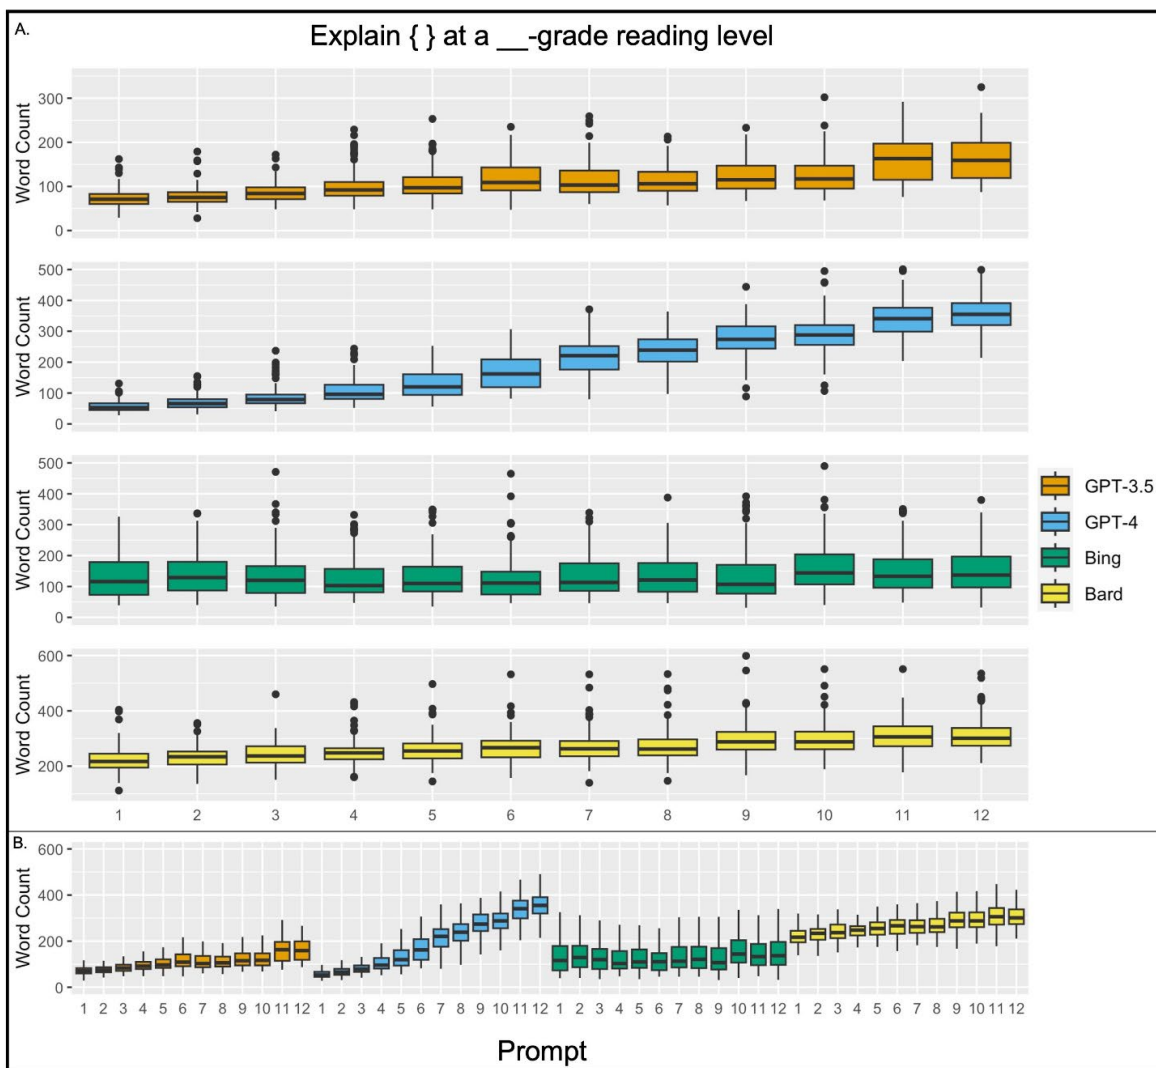 A.
Explain { } at a __-grade reading level
Word Count
300
200
100
0
Word Count
500
400
300
200
100
0
Word Count
500
400
300
200
100
0
Word Count
600
400
200
1 2 3 4 5 6 7 8 9 10 11 12
GPT-3.5
GPT-4
Bing
Bard
B.
Word Count
600
400
200
0
1 2 3 4 5 6 7 8 9 10 11 12 1 2 3 4 5 6 7 8 9 10 11 12 1 2 3 4 5 6 7 8 9 10 11 12 1 2 3 4 5 6 7 8 9 10 11 12
Prompt